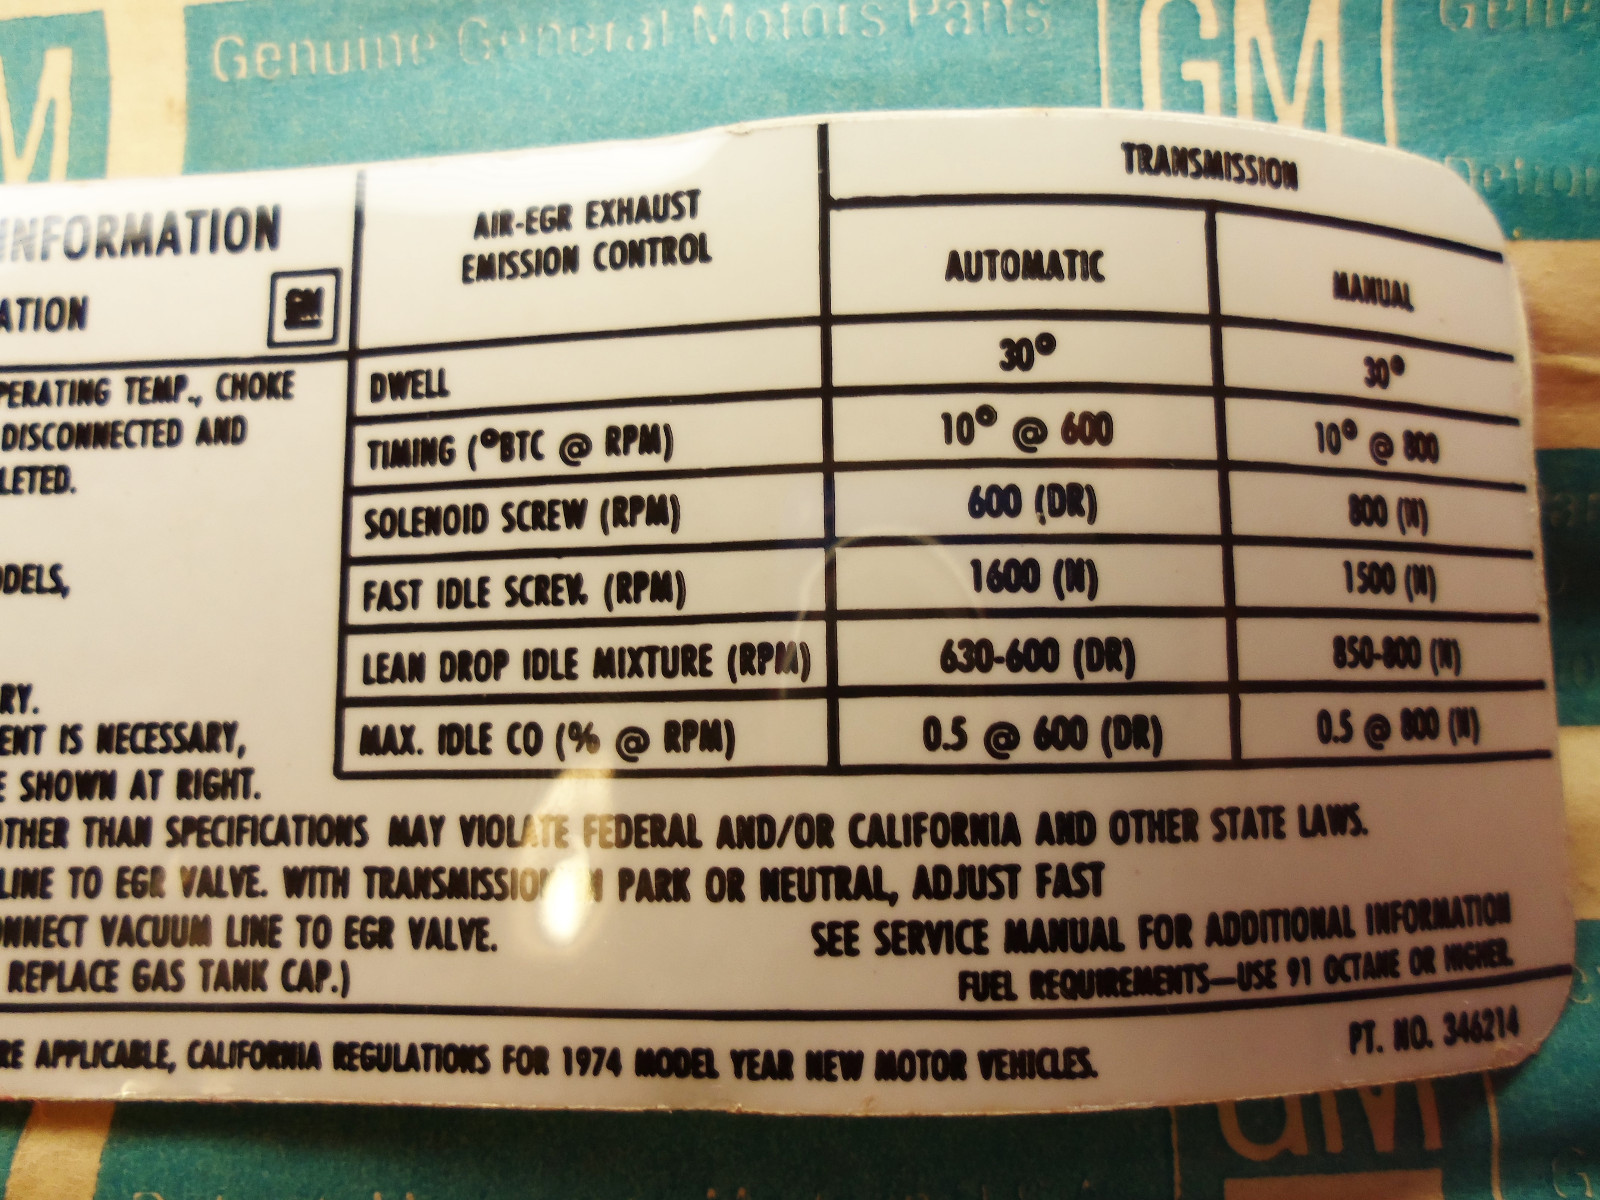 Genuine General Motors Parts
GM
INFORMATION
ATION
GM
PERATING TEMP., CHOKE
DISCONNECTED AND
LETED.
ODELS,
RY.
ENT IS NECESSARY,
E SHOWN AT RIGHT.
AIR-EGR EXHAUST
EMISSION CONTROL
TRANSMISSION
AUTOMATIC MANUAL
DWELL 30° 30°
TIMING (°BTC @ RPM) 10° @ 600 10° @ 800
SOLENOID SCREW (RPM) 600 (DR) 800 (N)
FAST IDLE SCREW (RPM) 1600 (N) 1500 (N)
LEAN DROP IDLE MIXTURE (RPM) 630-600 (DR) 850-800 (N)
MAX. IDLE CO (% @ RPM) 0.5 @ 600 (DR) 0.5 @ 800 (N)
OTHER THAN SPECIFICATIONS MAY VIOLATE FEDERAL AND/OR CALIFORNIA AND OTHER STATE LAWS.
LINE TO EGR VALVE. WITH TRANSMISSION IN PARK OR NEUTRAL, ADJUST FAST
ONNECT VACUUM LINE TO EGR VALVE.
REPLACE GAS TANK CAP.)
SEE SERVICE MANUAL FOR ADDITIONAL INFORMATION
FUEL REQUIREMENTS—USE 91 OCTANE OR HIGHER.
RE APPLICABLE, CALIFORNIA REGULATIONS FOR 1974 MODEL YEAR NEW MOTOR VEHICLES.
PT. NO. 346214
GM